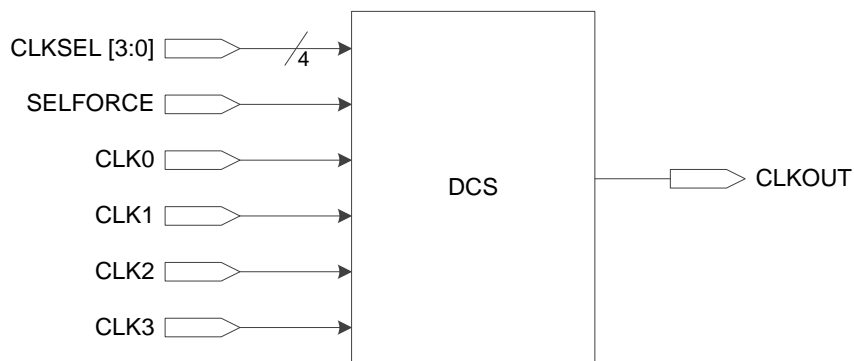 CLKSEL [3:0]
4
SELFORCE
CLK0
CLK1
CLK2
CLK3
DCS
CLKOUT